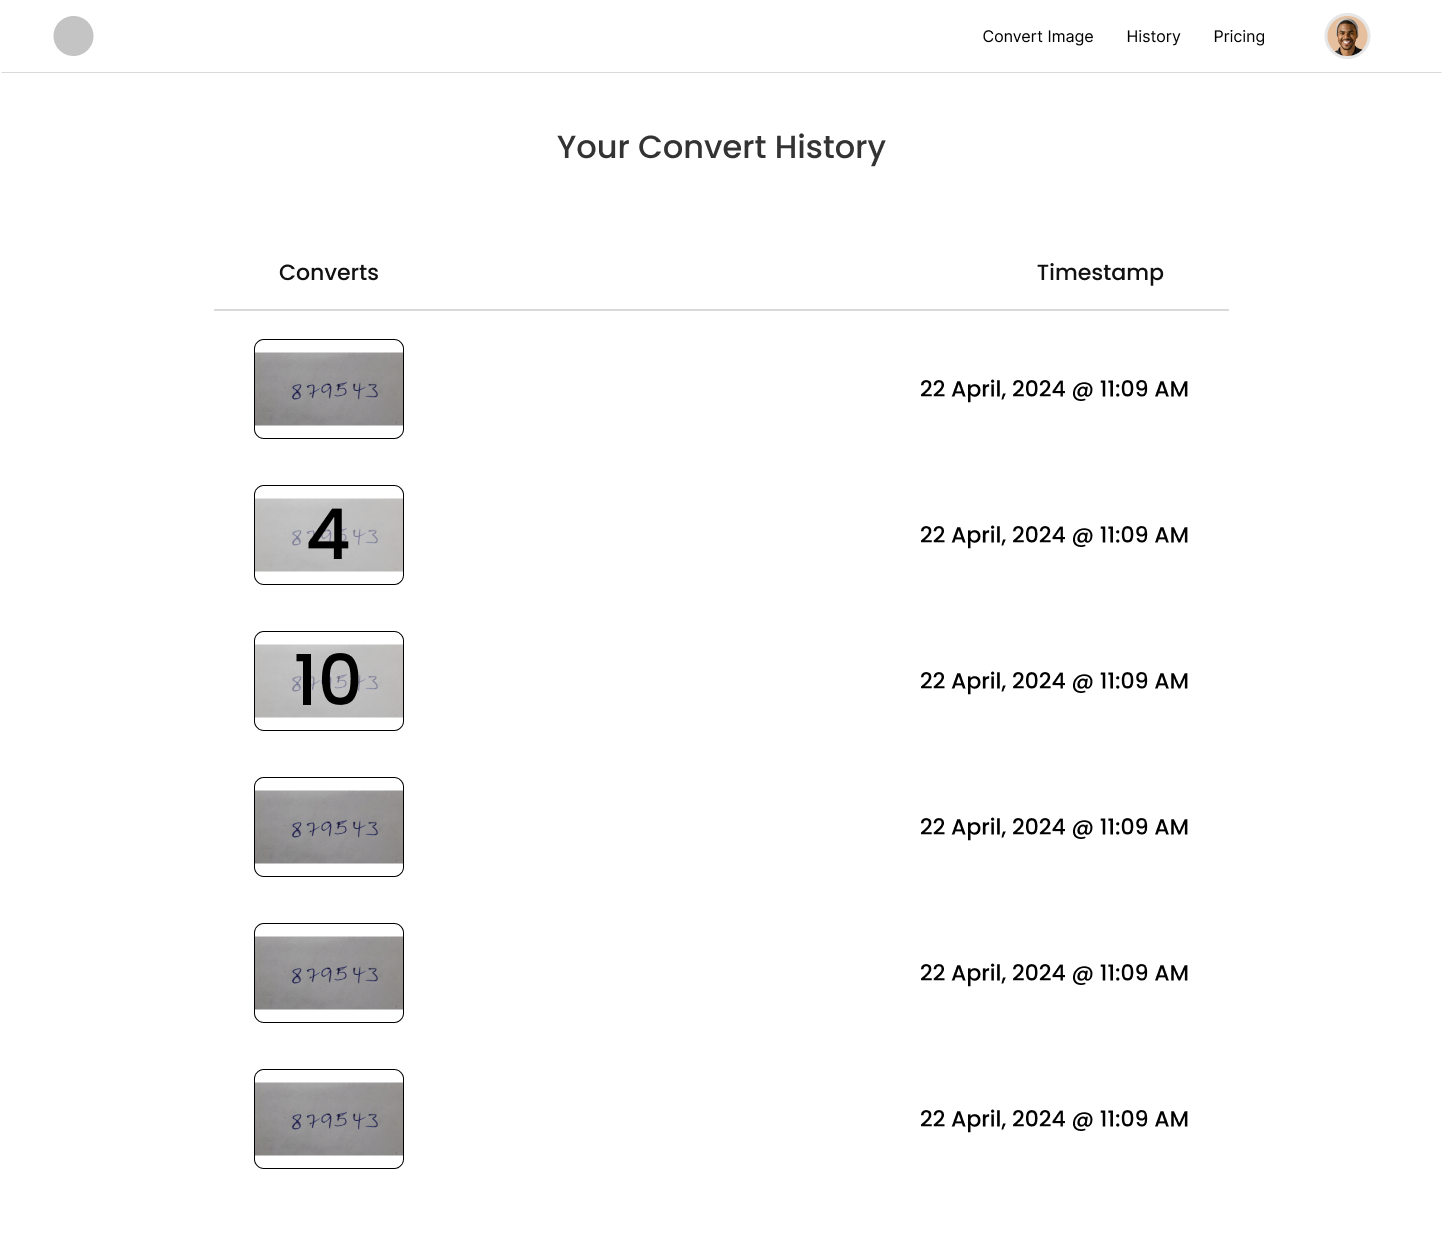 Convert Image History Pricing
Your Convert History
Converts Timestamp
879543 22 April, 2024 @ 11:09 AM
879543 4 22 April, 2024 @ 11:09 AM
879543 10 22 April, 2024 @ 11:09 AM
879543 22 April, 2024 @ 11:09 AM
879543 22 April, 2024 @ 11:09 AM
879543 22 April, 2024 @ 11:09 AM